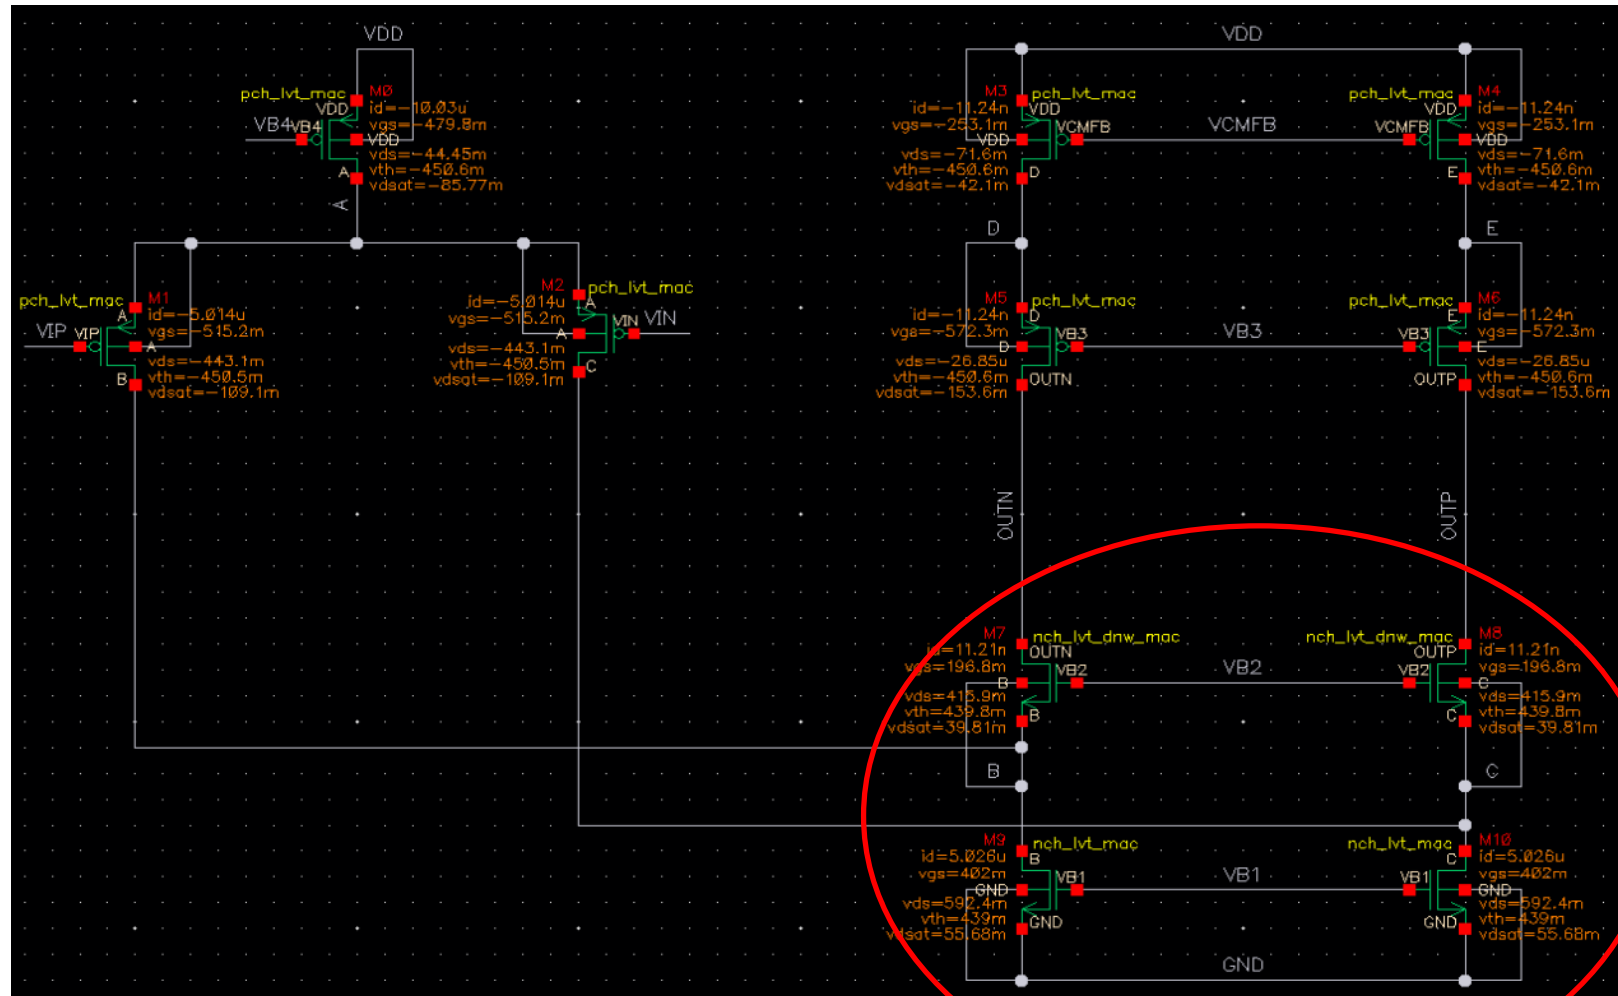 VDD
pch_lvt_mac
M0
VDD
id=-10.03u
VB4
VB4
vgs=-479.8m
VDD
vds=-44.45m
A
vth=-450.6m
vdsat=-85.77m
A
pch_lvt_mac
M1
A
id=-5.014u
VIP
VIP
vgs=-515.2m
A
vds=-443.1m
vth=-450.5m
B
vdsat=-109.1m
M2
pch_lvt_mac
id=-5.014u
A
vgs=-515.2m
VIN
VIN
A
vds=-443.1m
vth=-450.5m
C
vdsat=-109.1m
VDD
M3
pch_lvt_mac
id=-11.24n
VDD
vgs=-253.1m
VCMFB
VDD
vds=-71.6m
vth=-450.6m
D
vdsat=-42.1m
VCMFB
pch_lvt_mac
M4
VDD
id=-11.24n
VCMFB
vgs=-253.1m
VDD
vds=-71.6m
vth=-450.6m
E
vdsat=-42.1m
D
E
M5
pch_lvt_mac
id=-11.24n
D
vgs=-572.3m
VB3
D
vds=-26.85u
vth=-450.6m
OUTN
vdsat=-153.6m
VB3
pch_lvt_mac
M6
E
id=-11.24n
VB3
vgs=-572.3m
E
vds=-26.85u
OUTP
vth=-450.6m
vdsat=-153.6m
OUTN
OUTP
M7
nch_lvt_dnw_mac
id=11.21n
OUTN
vgs=196.8m
VB2
B
vds=415.9m
vth=439.8m
B
vdsat=39.81m
VB2
nch_lvt_dnw_mac
M8
OUTP
id=11.21n
VB2
vgs=196.8m
C
vds=415.9m
vth=439.8m
C
vdsat=39.81m
B
C
M9
nch_lvt_mac
id=5.026u
B
vgs=402m
VB1
GND
vds=592.4m
vth=439m
GND
vdsat=55.68m
VB1
nch_lvt_mac
M10
C
id=5.026u
VB1
vgs=402m
GND
vds=592.4m
GND
vth=439m
vdsat=55.68m
GND